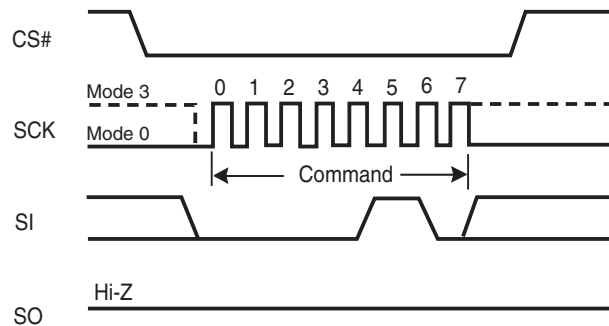 CS#
Mode 3
0 1 2 3 4 5 6 7
SCK
Mode 0
Command
SI
Hi-Z
SO